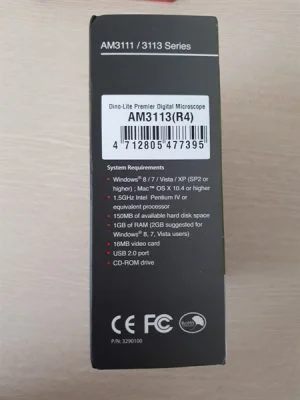 AM3111 / 3113 Series
Dino-Lite Premier Digital Microscope
AM3113(R4)
4 712805 477395
System Requirements
• Windows® 8 / 7 / Vista / XP (SP2 or
higher) ; Mac™ OS X 10.4 or higher
• 1.5GHz Intel Pentium IV or
equivalent processor
• 150MB of available hard disk space
• 1GB of RAM (2GB suggested for
Windows® 8, 7, Vista users)
• 16MB video card
• USB 2.0 port
• CD-ROM drive
CE FC
P/N: 3290100